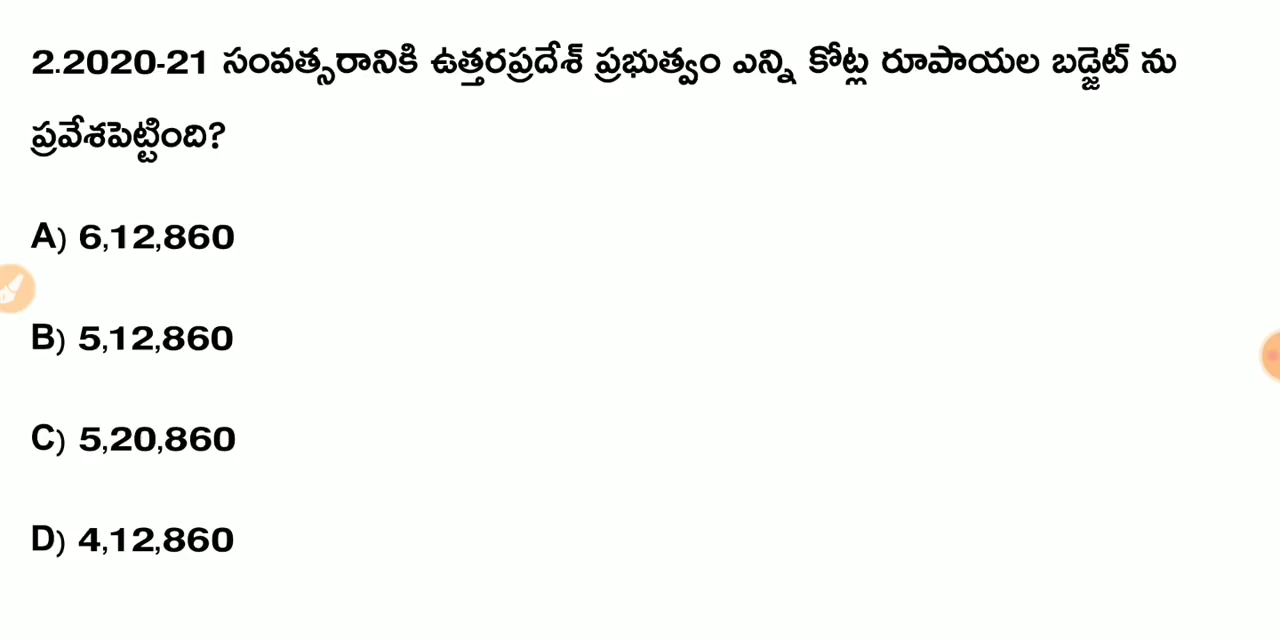 2.2020-21 సంవత్సరానికి ఉత్తరప్రదేశ్ ప్రభుత్వం ఎన్ని కోట్ల రూపాయల బడ్జెట్ ను
ప్రవేశపెట్టింది?
A) 6,12,860
B) 5,12,860
C) 5,20,860
D) 4,12,860